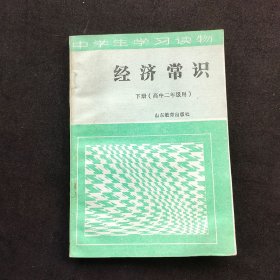 中学生学习读物
经济常识
下册(高中二年级用)
山东教育出版社